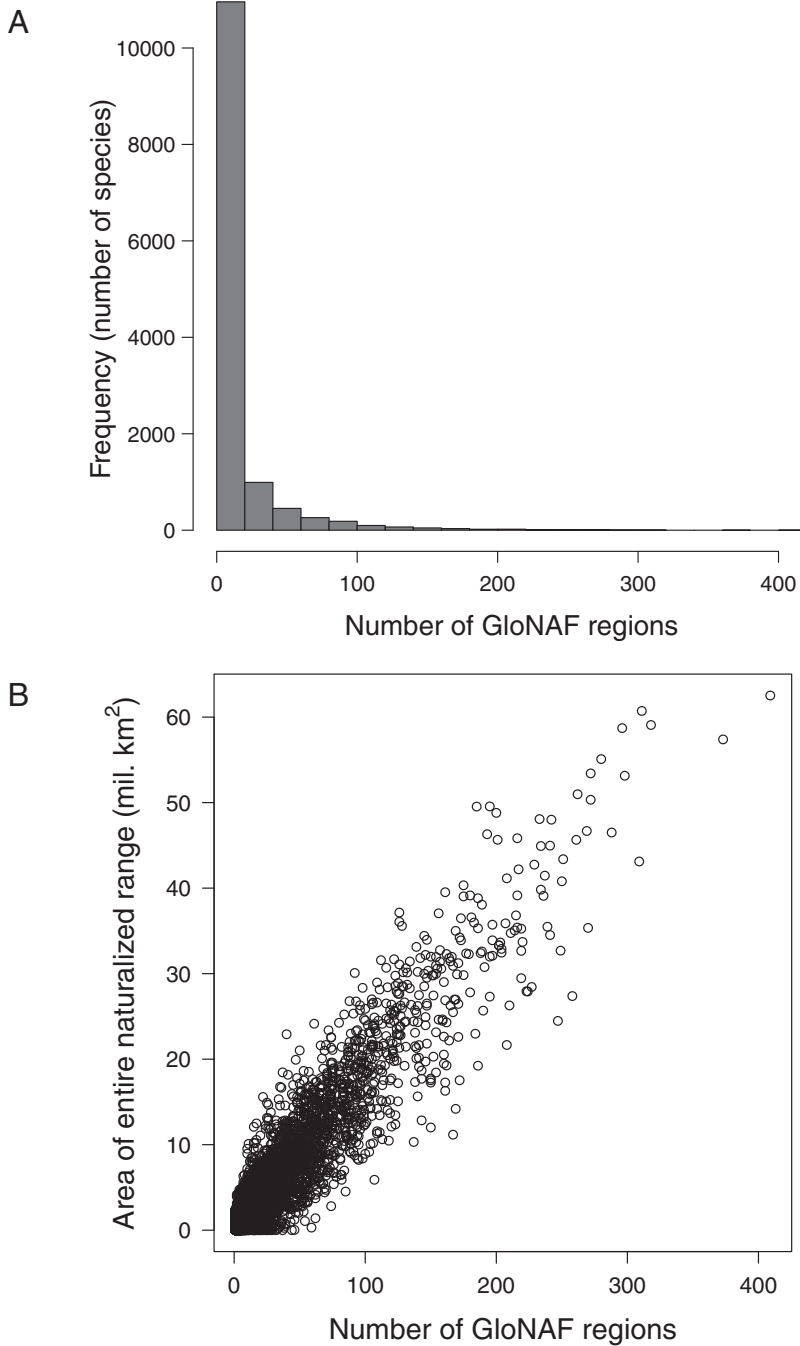 A
10000
8000
6000
4000
2000
0
Frequency (number of species)
0 100 200 300 400
Number of GloNAF regions
B
60
50
40
30
20
10
0
Area of entire naturalized range (mil. km²)
0 100 200 300 400
Number of GloNAF regions